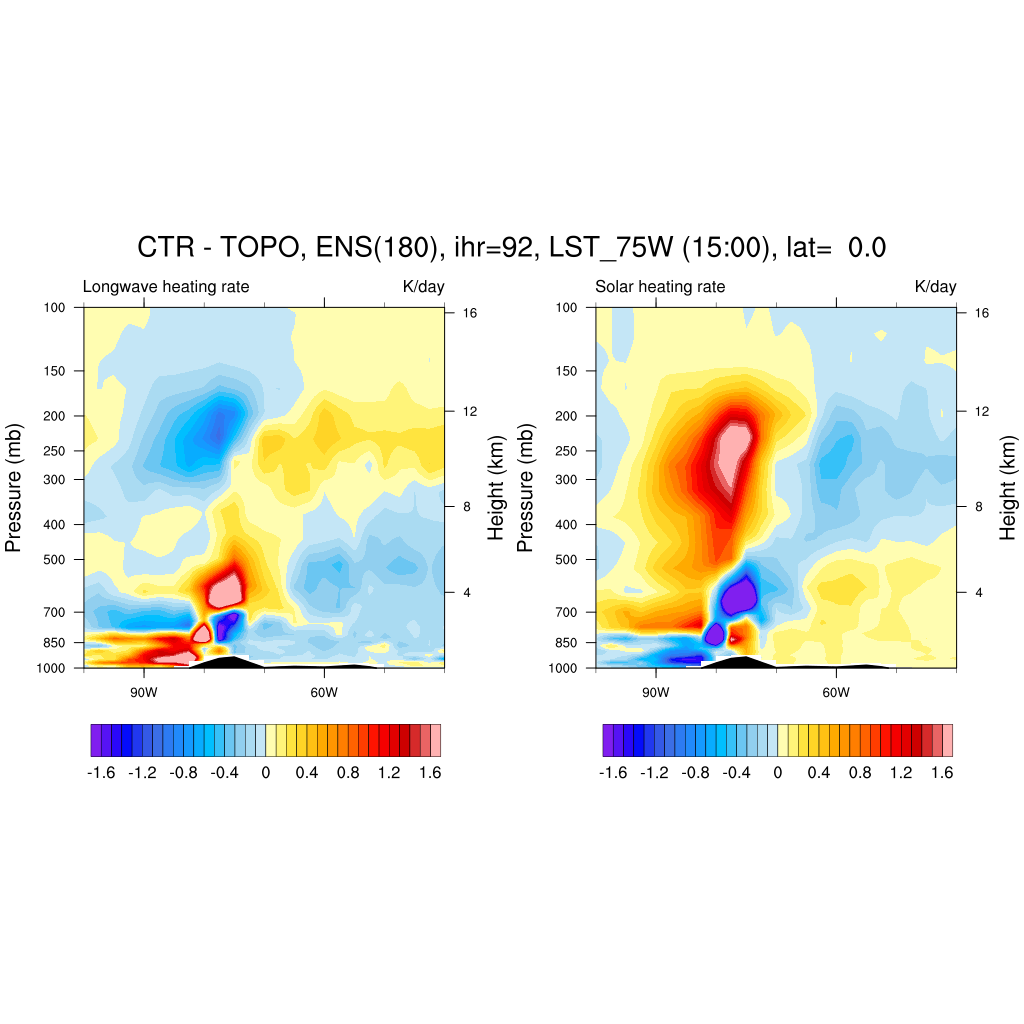 CTR - TOPO, ENS(180), ihr=92, LST_75W (15:00), lat=  0.0
Longwave heating rate K/day
Solar heating rate K/day
Pressure (mb)
100
150
200
250
300
400
500
700
850
1000
16
12
8
4
Height (km)
90W 60W
Pressure (mb)
100
150
200
250
300
400
500
700
850
1000
16
12
8
4
Height (km)
90W 60W
-1.6 -1.2 -0.8 -0.4 0 0.4 0.8 1.2 1.6
-1.6 -1.2 -0.8 -0.4 0 0.4 0.8 1.2 1.6